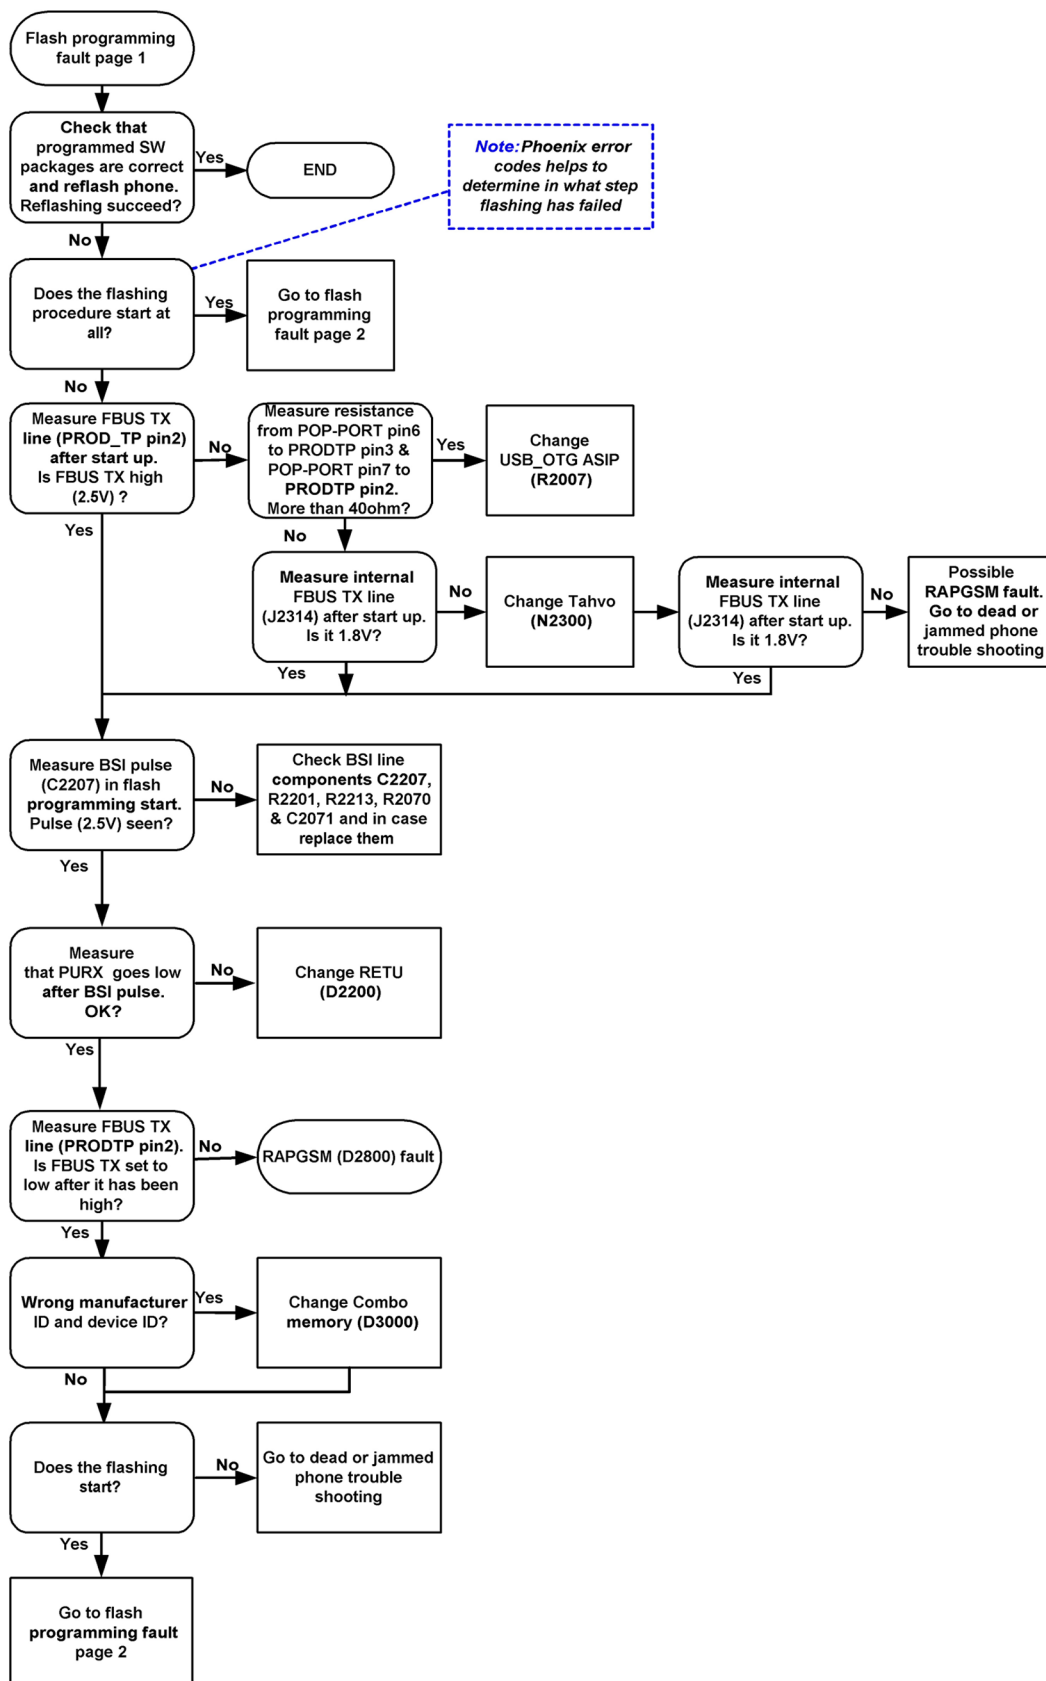 Flash programming
fault page 1
Check that
programmed SW
packages are correct
and reflash phone.
Reflashing succeed?
Yes
END
Note:Phoenix error
codes helps to
determine in what step
flashing has failed
No
Does the flashing
procedure start at
all?
Yes
Go to flash
programming
fault page 2
No
Measure FBUS TX
line (PROD_TP pin2)
after start up.
Is FBUS TX high
(2.5V) ?
No
Measure resistance
from POP-PORT pin6
to PRODTP pin3 &
POP-PORT pin7 to
PRODTP pin2.
More than 40ohm?
Yes
Change
USB_OTG ASIP
(R2007)
Yes
No
Measure internal
FBUS TX line
(J2314) after start up.
Is it 1.8V?
No
Change Tahvo
(N2300)
Measure internal
FBUS TX line
(J2314) after start up.
Is it 1.8V?
No
Possible
RAPGSM fault.
Go to dead or
jammed phone
trouble shooting
Yes
Yes
Measure BSI pulse
(C2207) in flash
programming start.
Pulse (2.5V) seen?
No
Check BSI line
components C2207,
R2201, R2213, R2070
& C2071 and in case
replace them
Yes
Measure
that PURX goes low
after BSI pulse.
OK?
No
Change RETU
(D2200)
Yes
Measure FBUS TX
line (PRODTP pin2).
Is FBUS TX set to
low after it has been
high?
No
RAPGSM (D2800) fault
Yes
Wrong manufacturer
ID and device ID?
Yes
Change Combo
memory (D3000)
No
Does the flashing
start?
No
Go to dead or jammed
phone trouble
shooting
Yes
Go to flash
programming fault
page 2